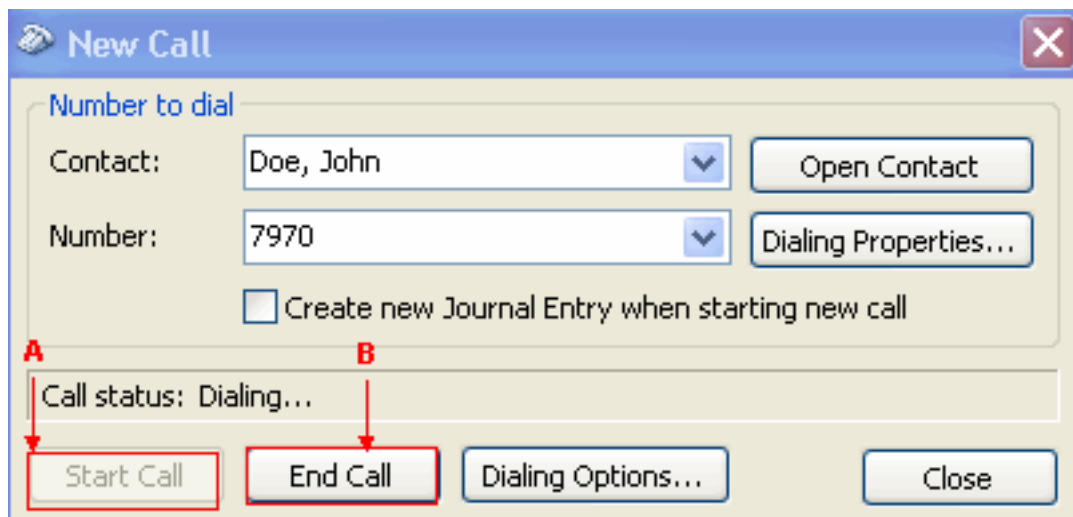 New Call
Number to dial
Contact: Doe, John Open Contact
Number: 7970 Dialing Properties...
Create new Journal Entry when starting new call
A B
Call status: Dialing...
Start Call End Call Dialing Options... Close